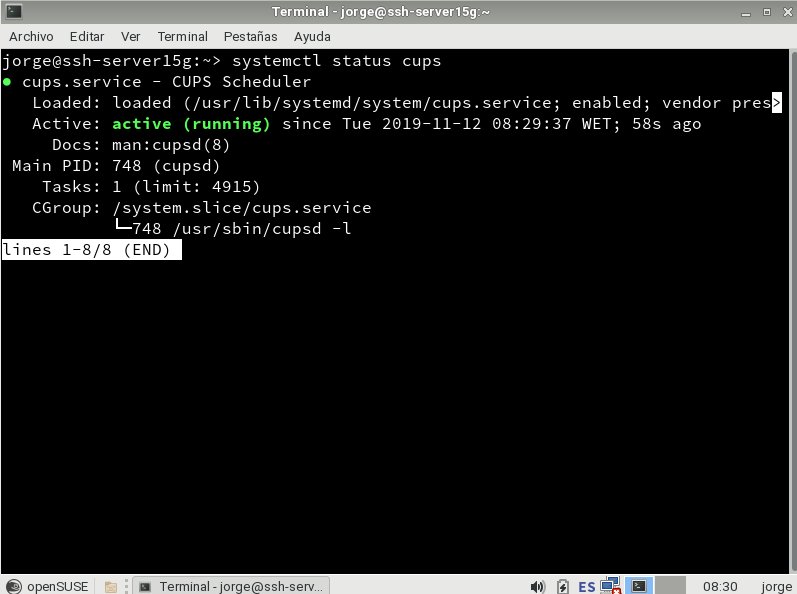 Terminal - jorge@ssh-server15g:~
Archivo Editar Ver Terminal Pestañas Ayuda
jorge@ssh-server15g:~> systemctl status cups
● cups.service - CUPS Scheduler
   Loaded: loaded (/usr/lib/systemd/system/cups.service; enabled; vendor pres>
   Active: active (running) since Tue 2019-11-12 08:29:37 WET; 58s ago
     Docs: man:cupsd(8)
 Main PID: 748 (cupsd)
    Tasks: 1 (limit: 4915)
   CGroup: /system.slice/cups.service
           └─748 /usr/sbin/cupsd -l
lines 1-8/8 (END)
openSUSE Terminal - jorge@ssh-serv... ES 08:30 jorge